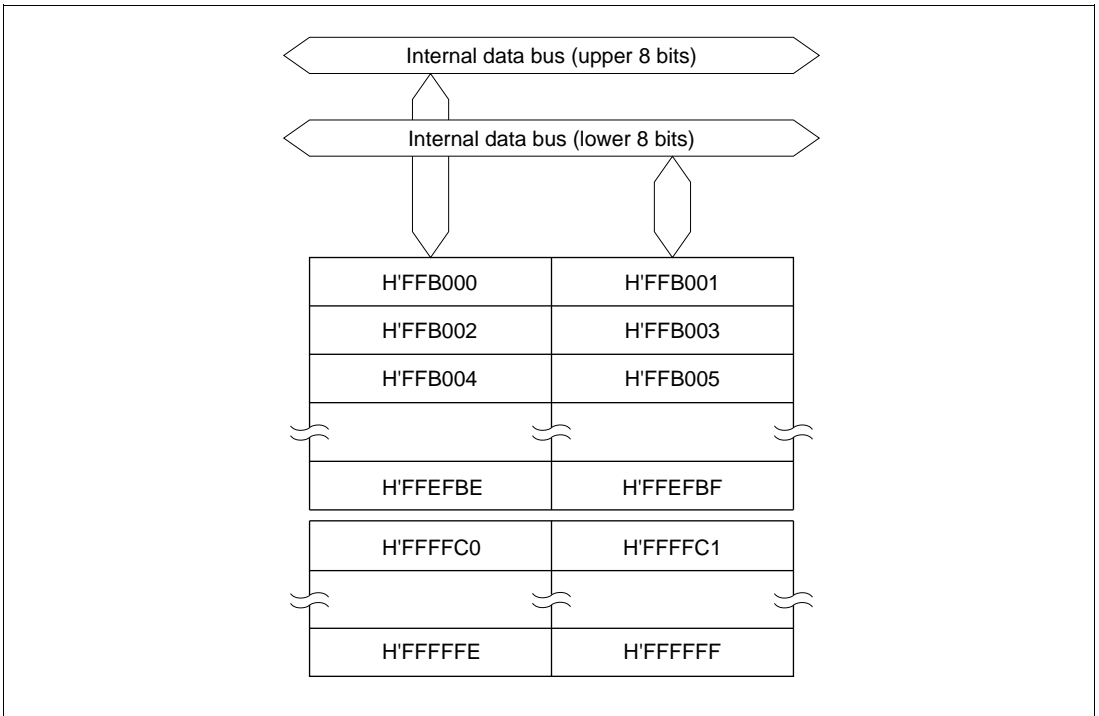 Internal data bus (upper 8 bits)
Internal data bus (lower 8 bits)
H'FFB000 H'FFB001
H'FFB002 H'FFB003
H'FFB004 H'FFB005
H'FFEFBE H'FFEFBF
H'FFFFC0 H'FFFFC1
H'FFFFFE H'FFFFFF